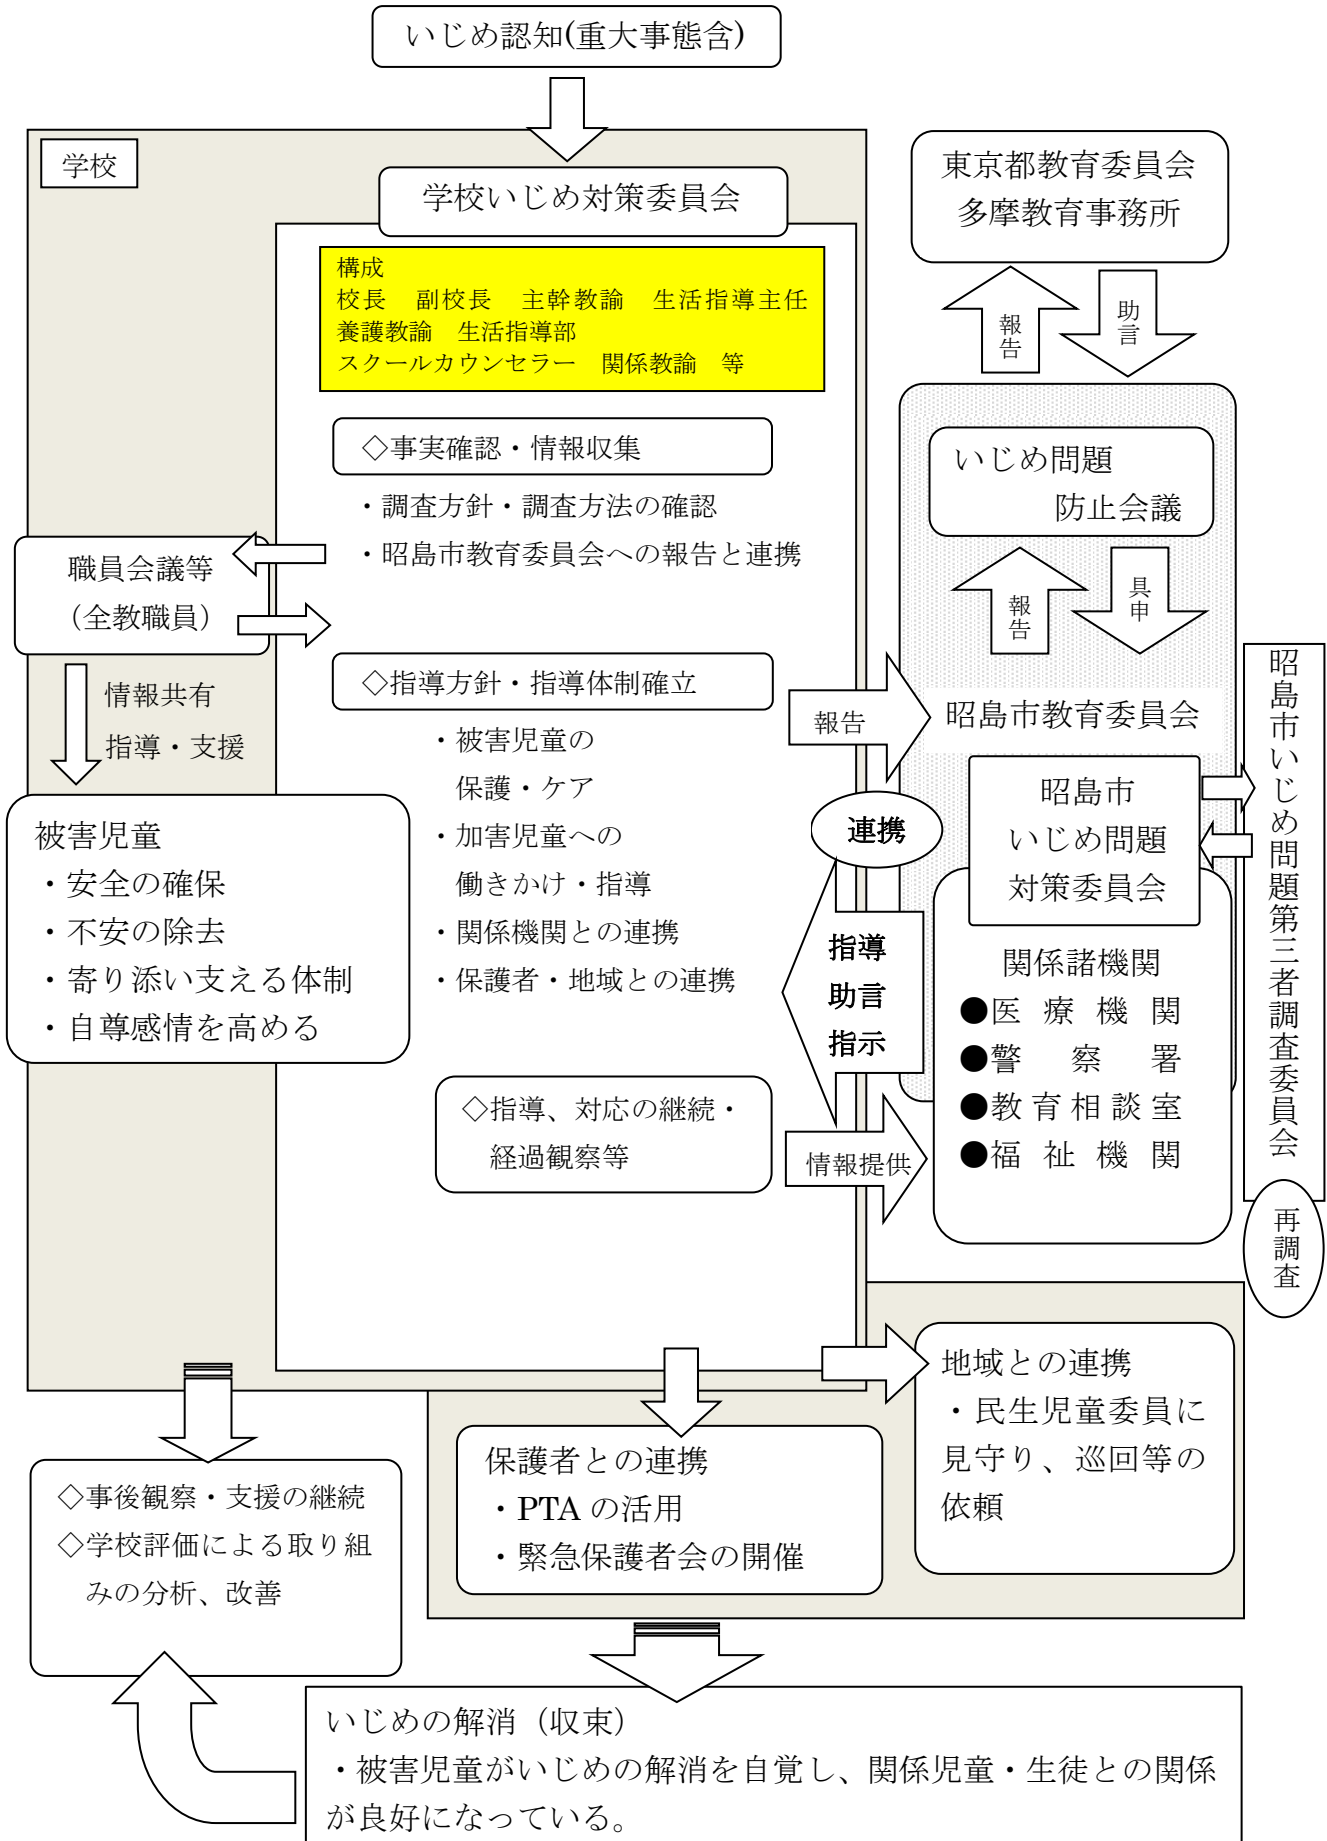 いじめ認知(重大事態含)
学校
学校いじめ対策委員会
構成
校長　副校長　主幹教諭　生活指導主任
養護教諭　生活指導部
スクールカウンセラー　関係教諭　等
◇事実確認・情報収集
・調査方針・調査方法の確認
・昭島市教育委員会への報告と連携
職員会議等
（全教職員）
情報共有
指導・支援
◇指導方針・指導体制確立
・被害児童の
保護・ケア
・加害児童への
働きかけ・指導
・関係機関との連携
・保護者・地域との連携
被害児童
・安全の確保
・不安の除去
・寄り添い支える体制
・自尊感情を高める
◇指導、対応の継続・
経過観察等
東京都教育委員会
多摩教育事務所
報告
助言
いじめ問題
防止会議
報告
具申
報告
昭島市教育委員会
連携
昭島市
いじめ問題
対策委員会
指導
助言
指示
関係諸機関
●医療機関
●警察署
●教育相談室
●福祉機関
情報提供
昭島市いじめ問題第三者調査委員会
再調査
地域との連携
・民生児童委員に
見守り、巡回等の
依頼
保護者との連携
・PTA の活用
・緊急保護者会の開催
◇事後観察・支援の継続
◇学校評価による取り組
みの分析、改善
いじめの解消（収束）
・被害児童がいじめの解消を自覚し、関係児童・生徒との関係
が良好になっている。